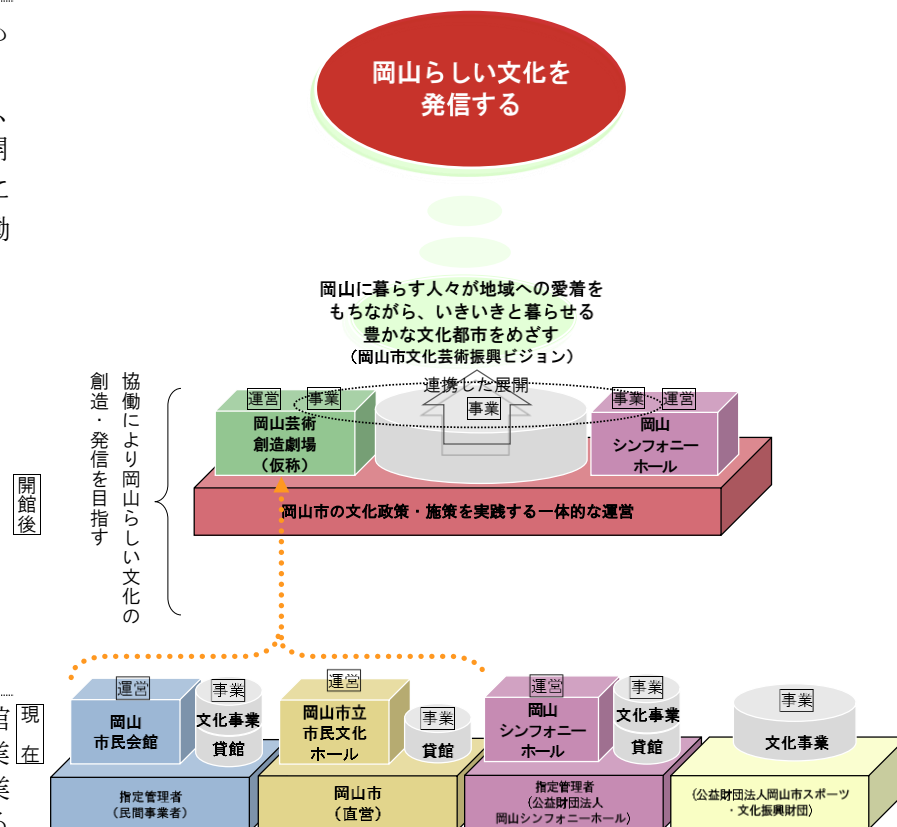 岡山らしい文化を
発信する
岡山に暮らす人々が地域への愛着を
もちながら、いきいきと暮らせる
豊かな文化都市をめざす
（岡山市文化芸術振興ビジョン）
連携した展開
運営
事業
事業
事業
運営
岡山芸術
創造劇場
（仮称）
岡山
シンフォニー
ホール
岡山市の文化政策・施策を実践する一体的な運営
協働により岡山らしい文化の
創造・発信を目指す
開館後
現在
運営
岡山
市民会館
事業
文化事業
貸館
指定管理者
（民間事業者）
運営
岡山市立
市民文化
ホール
事業
貸館
岡山市
（直営）
運営
岡山
シンフォニー
ホール
事業
文化事業
貸館
指定管理者
（公益財団法人
岡山シンフォニーホール）
事業
文化事業
（公益財団法人岡山市スポーツ
・文化振興財団）